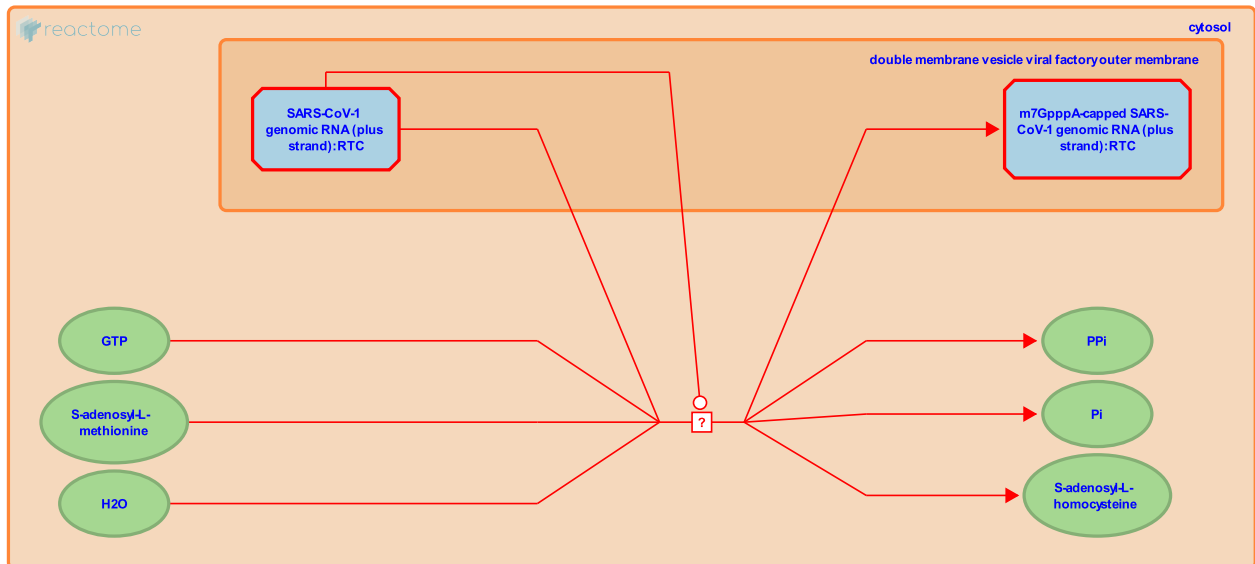 reactome
cytosol
double membrane vesicle viral factory outer membrane
SARS-CoV-1
genomic RNA (plus
strand):RTC
m7GpppA-capped SARS-
CoV-1 genomic RNA (plus
strand):RTC
GTP
PPi
S-adenosyl-L-
methionine
?
Pi
H2O
S-adenosyl-L-
homocysteine